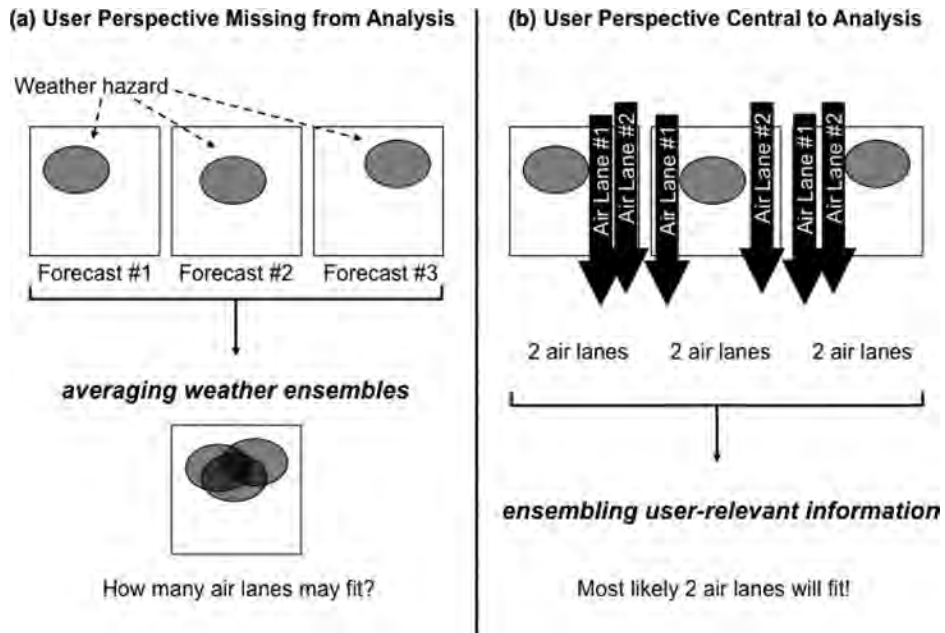 (a) User Perspective Missing from Analysis
Weather hazard
Forecast #1 Forecast #2 Forecast #3
averaging weather ensembles
How many air lanes may fit?
(b) User Perspective Central to Analysis
Air Lane #1
Air Lane #2
Air Lane #1
Air Lane #2
Air Lane #1
Air Lane #2
2 air lanes 2 air lanes 2 air lanes
ensembling user-relevant information
Most likely 2 air lanes will fit!